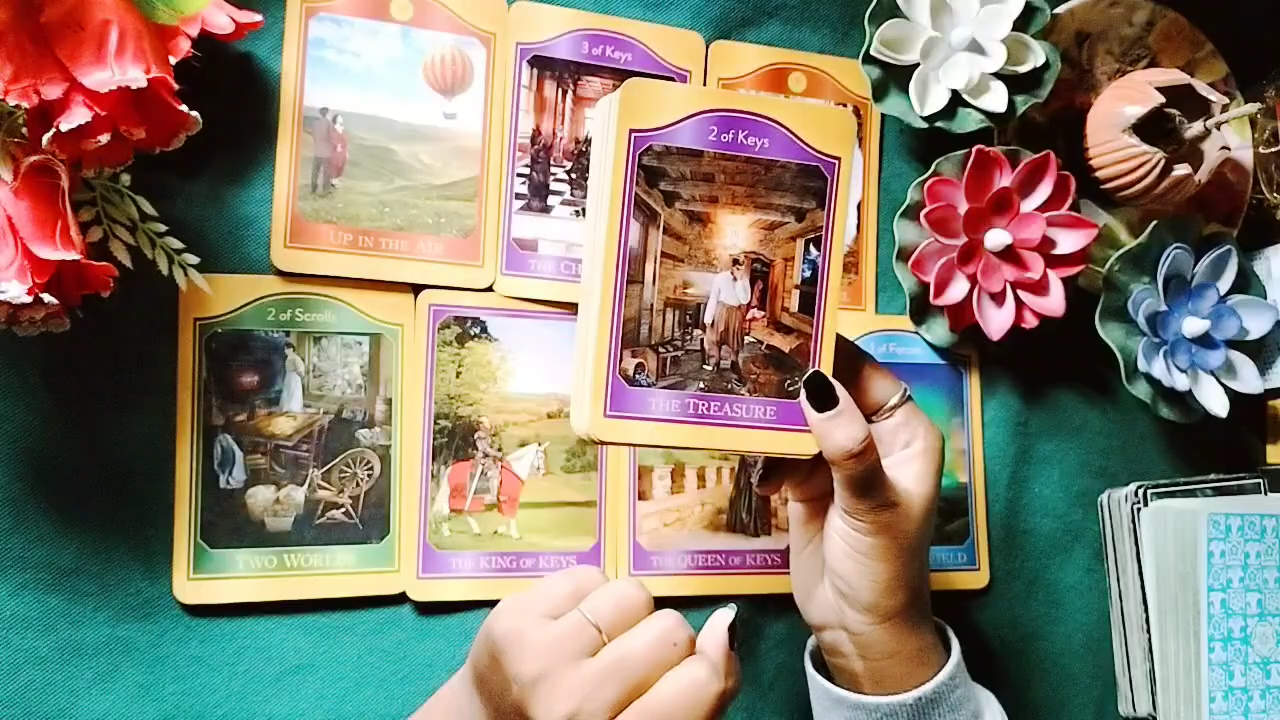 UP IN THE AIR
3 of Keys
2 of Keys
THE TREASURE
2 of Scrolls
TWO WORLDS
THE KING OF KEYS
THE QUEEN OF KEYS